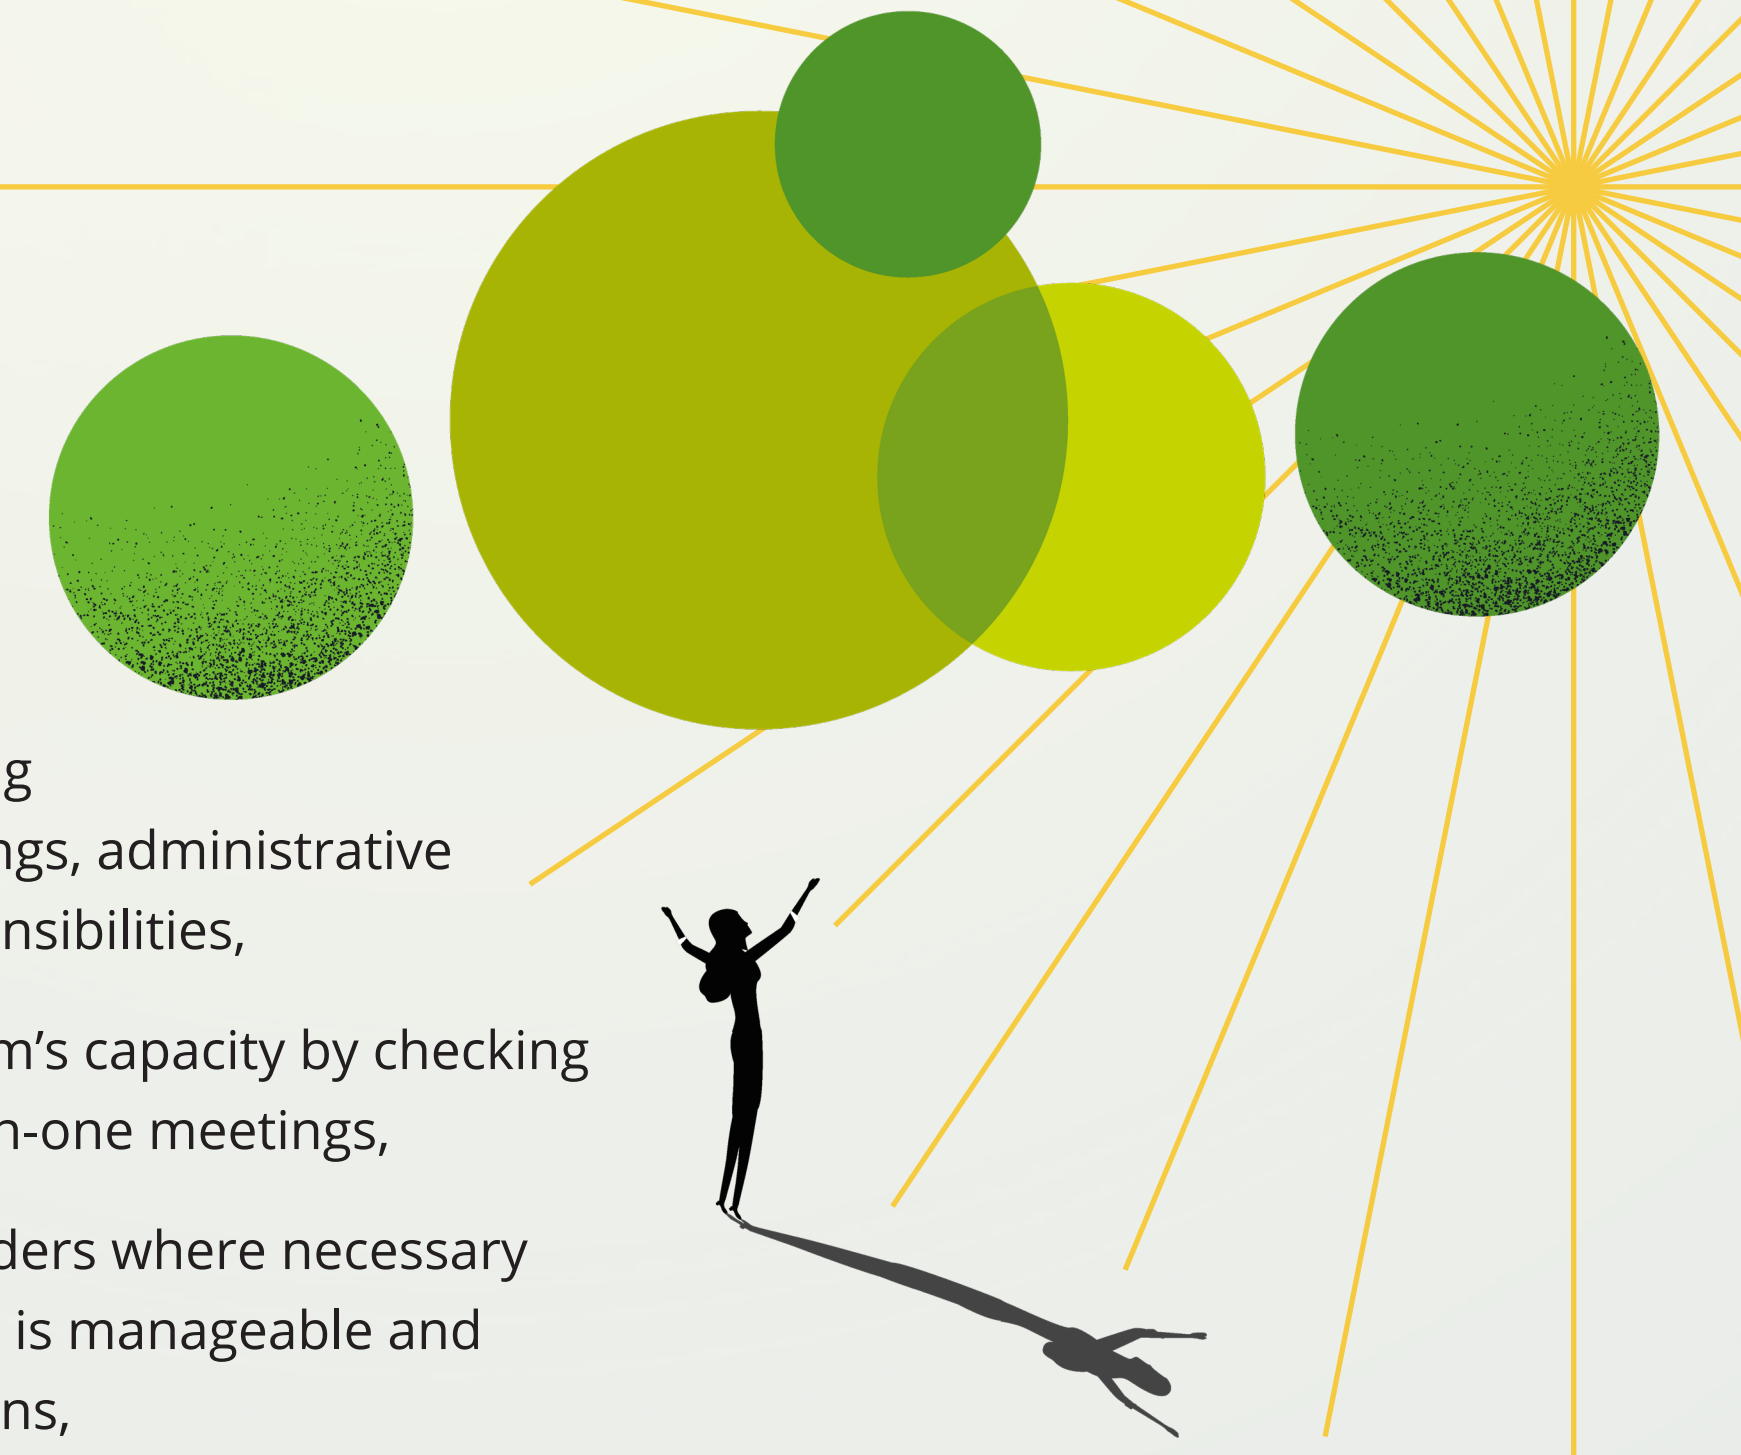 g
ngs, administrative
nsibilities,
m’s capacity by checking
n-one meetings,
ders where necessary
is manageable and
ns,